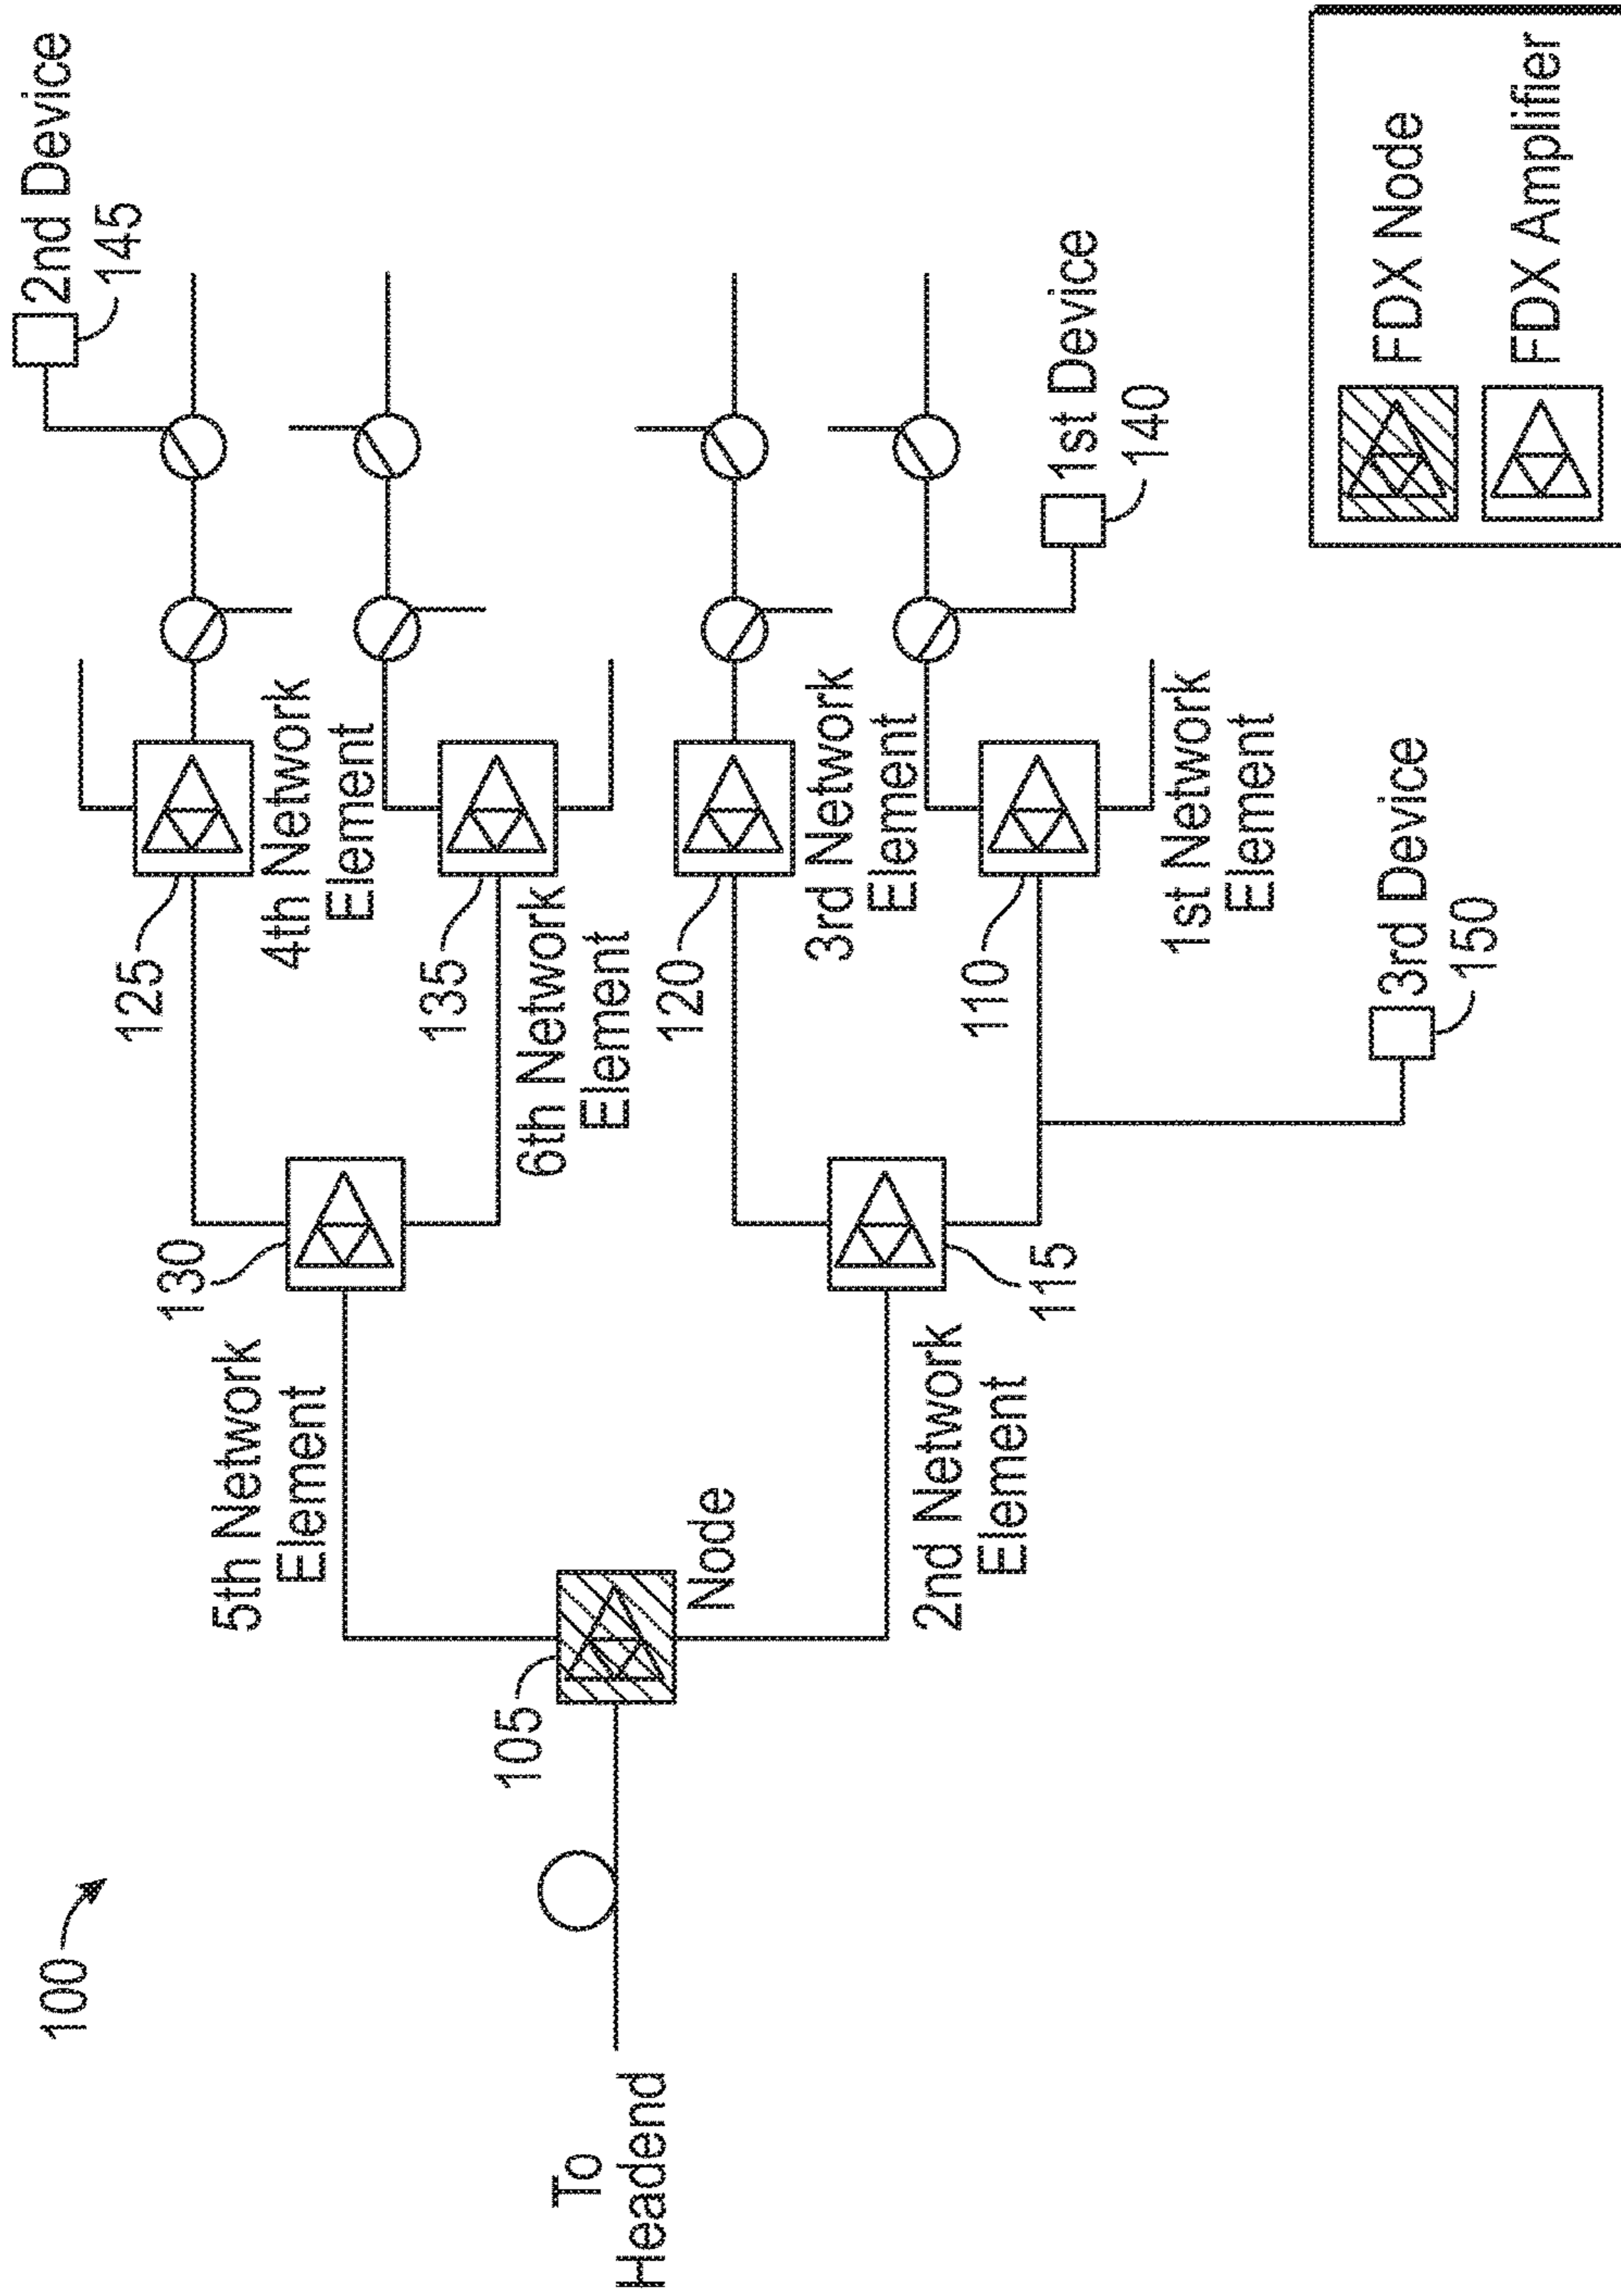 100
To
Headend
105
Node
5th Network
Element
130
2nd Network
Element
115
125
4th Network
Element
135
6th Network
Element
120
3rd Network
Element
110
1st Network
Element
2nd Device
145
1st Device
140
3rd Device
150
FDX Node
FDX Amplifier